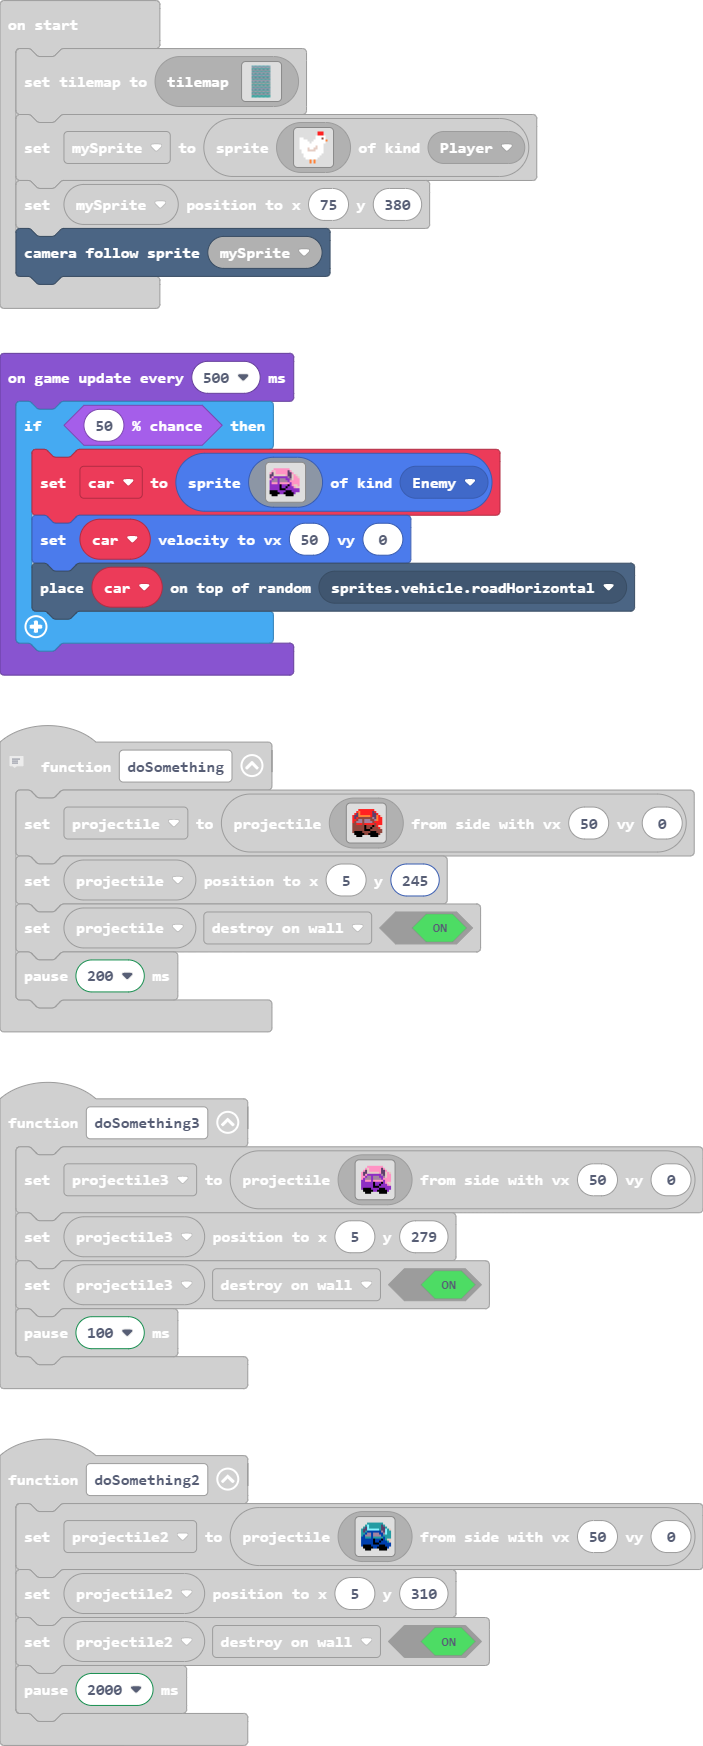 on start
set tilemap to tilemap
set mySprite to sprite of kind Player
set mySprite position to x 75 y 380
camera follow sprite mySprite
on game update every 500 ms
if 50 % chance then
set car to sprite of kind Enemy
set car velocity to vx 50 vy 0
place car on top of random sprites.vehicle.roadHorizontal
function doSomething
set projectile to projectile from side with vx 50 vy 0
set projectile position to x 5 y 245
set projectile destroy on wall ON
pause 200 ms
function doSomething3
set projectile3 to projectile from side with vx 50 vy 0
set projectile3 position to x 5 y 279
set projectile3 destroy on wall ON
pause 100 ms
function doSomething2
set projectile2 to projectile from side with vx 50 vy 0
set projectile2 position to x 5 y 310
set projectile2 destroy on wall ON
pause 2000 ms